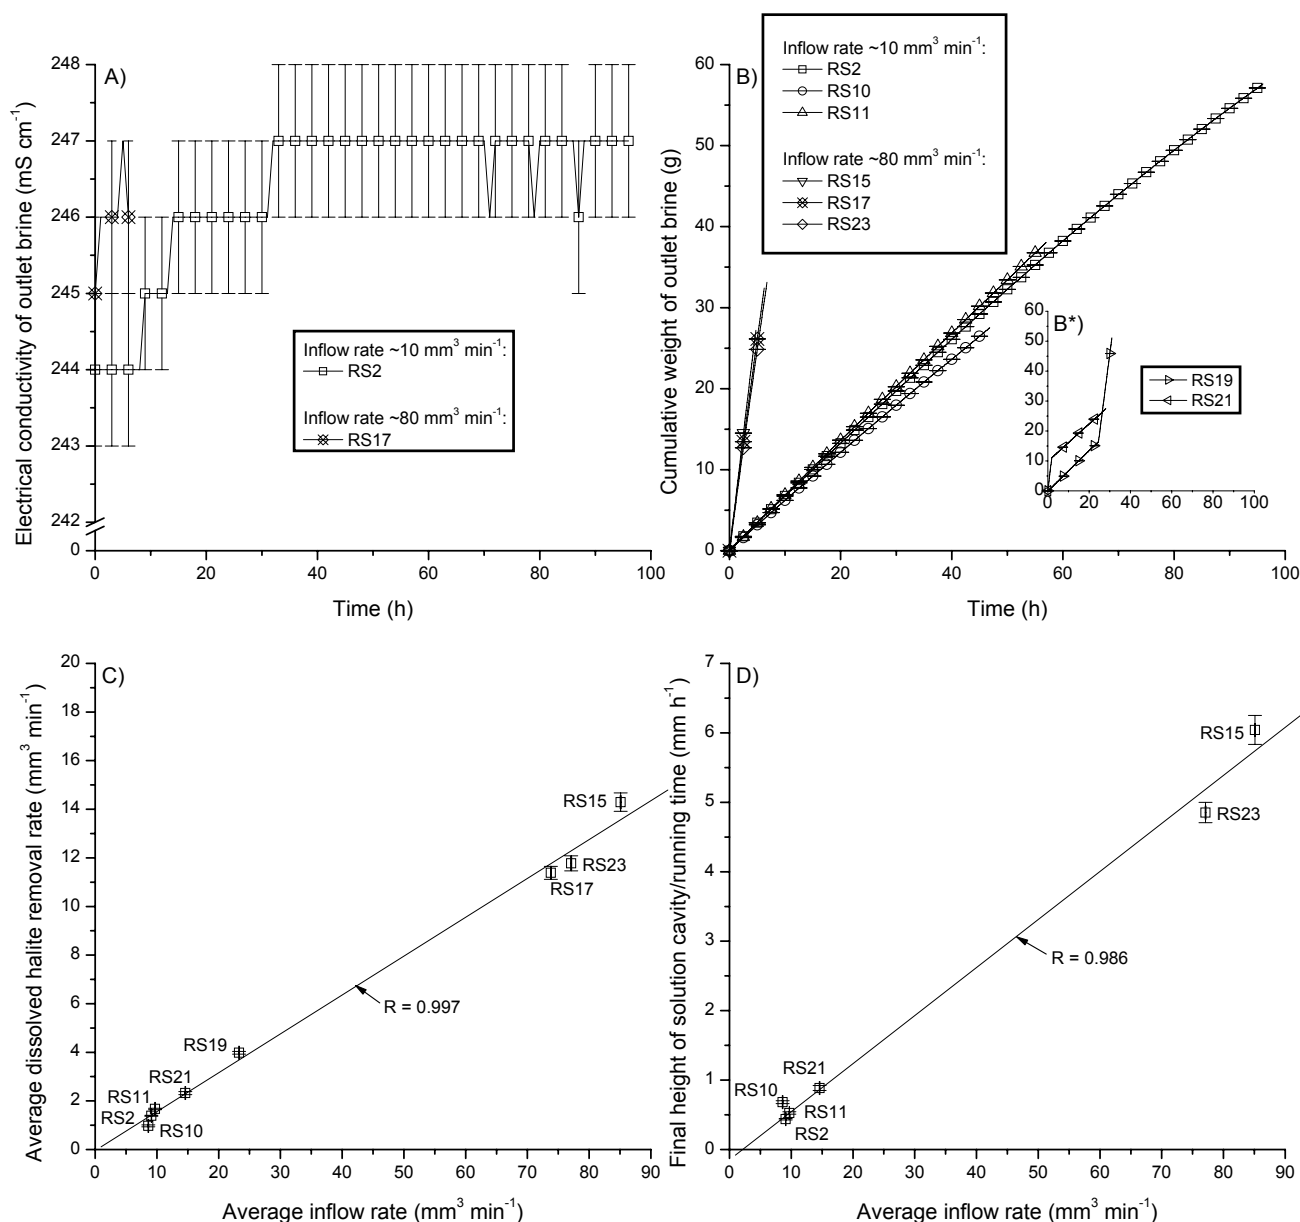 A)
Electrical conductivity of outlet brine (mS cm⁻¹)
248
247
246
245
244
243
242
0
0 20 40 60 80 100
Time (h)
Inflow rate ~10 mm³ min⁻¹:
RS2
Inflow rate ~80 mm³ min⁻¹:
RS17
B)
Cumulative weight of outlet brine (g)
60
50
40
30
20
10
0
0 20 40 60 80 100
Time (h)
Inflow rate ~10 mm³ min⁻¹:
RS2
RS10
RS11
Inflow rate ~80 mm³ min⁻¹:
RS15
RS17
RS23
B*)
60
50
40
30
20
10
0
0 20 40 60 80 100
RS19
RS21
C)
Average dissolved halite removal rate (mm³ min⁻¹)
20
18
16
14
12
10
8
6
4
2
0
0 10 20 30 40 50 60 70 80 90
Average inflow rate (mm³ min⁻¹)
RS15
RS23
RS17
R = 0.997
RS19
RS21
RS11
RS2
RS10
D)
Final height of solution cavity/running time (mm h⁻¹)
7
6
5
4
3
2
1
0
0 10 20 30 40 50 60 70 80 90
Average inflow rate (mm³ min⁻¹)
RS15
RS23
R = 0.986
RS21
RS10
RS11
RS2